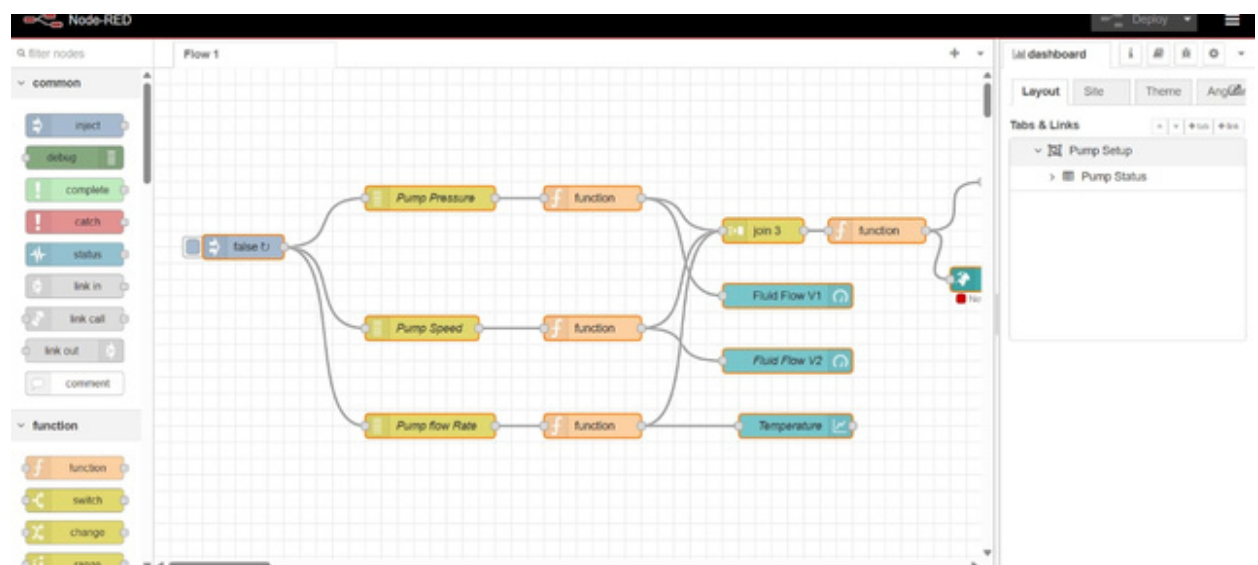 Node-RED
Deploy
filter nodes
Flow 1
dashboard
common
Layout
Site
Theme
inject
Tabs & Links
debug
Pump Setup
complete
Pump Status
Pump Pressure
function
catch
join 3
function
false ↻
status
link in
Fluid Flow V1
link call
Pump Speed
function
link out
Fluid Flow V2
comment
function
Pump flow Rate
function
Temperature
function
switch
change